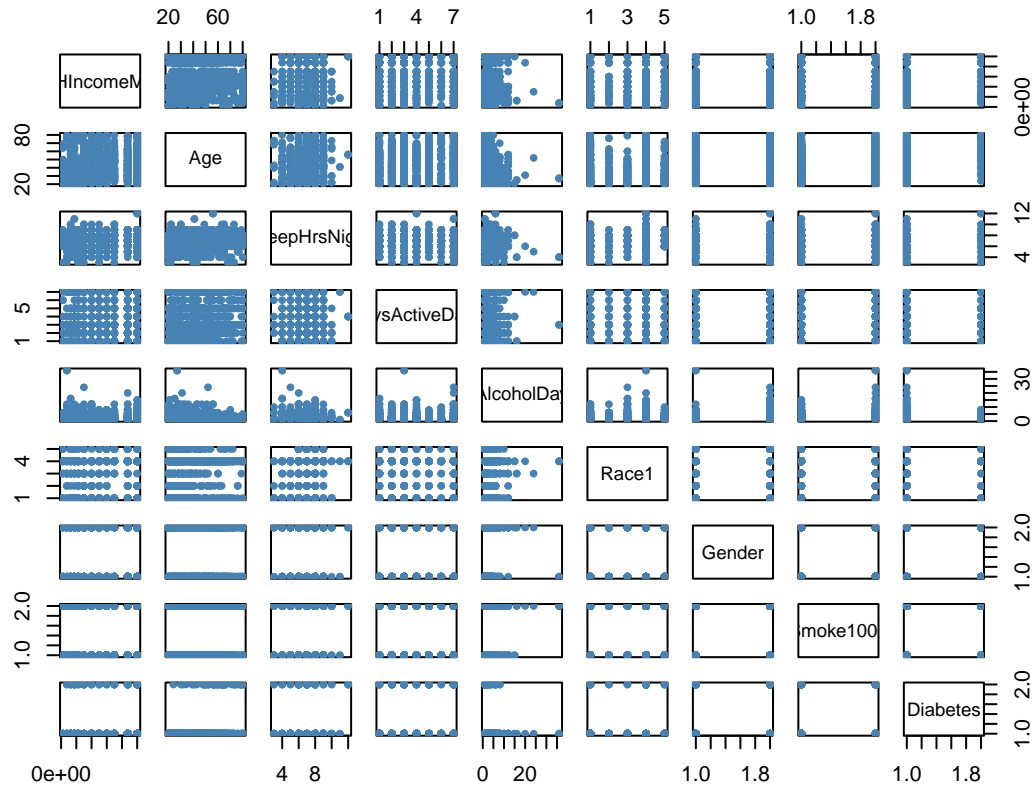 20 60 1 4 7 1 3 5 1.0 1.8
HIncomeM 0e+00
20 80 Age
eepHrsNig 4 12
1 5 ysActiveDa
AlcoholDay 0 30
1 4 Race1
Gender 1.0 2.0
1.0 2.0 Smoke100
Diabetes 1.0 2.0
0e+00 4 8 0 20 1.0 1.8 1.0 1.8